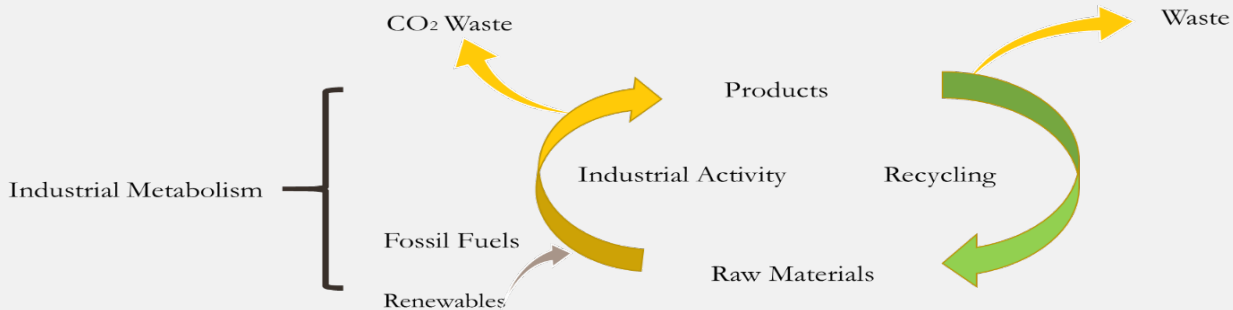 CO₂ Waste
Waste
Products
Industrial Metabolism
Industrial Activity
Recycling
Fossil Fuels
Raw Materials
Renewables